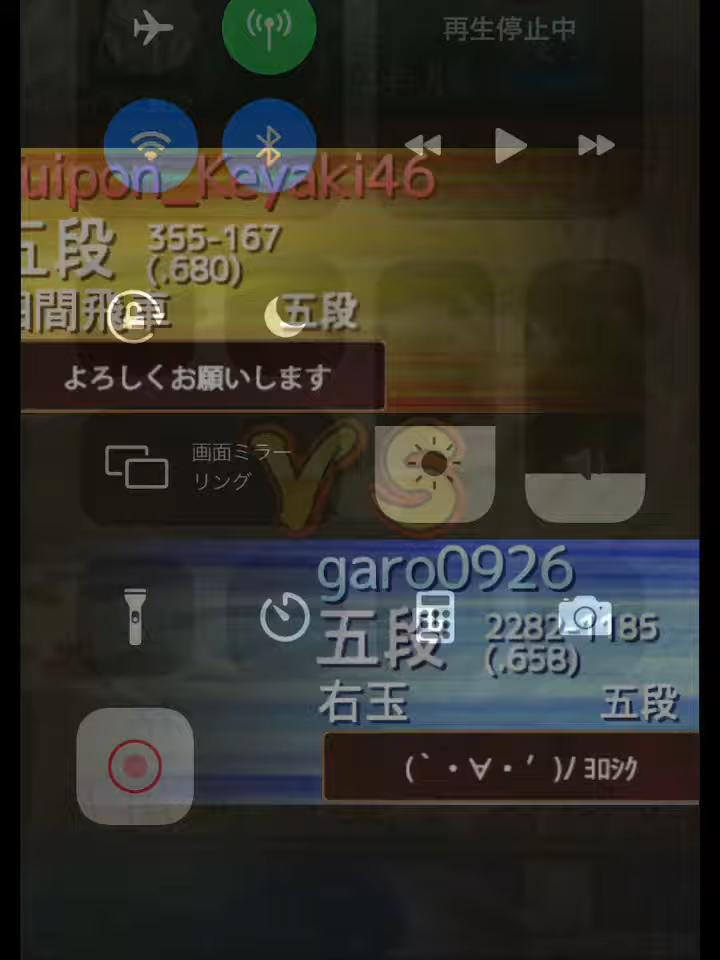 再生停止中
uipon_Keyaki46
五段
355-167
(.680)
間飛車
五段
よろしくお願いします
画面ミラー
リング
VS
garo0926
五段
2282-1185
(.658)
右玉
五段
(`・∀・´)ﾉ ﾖﾛｼｸ